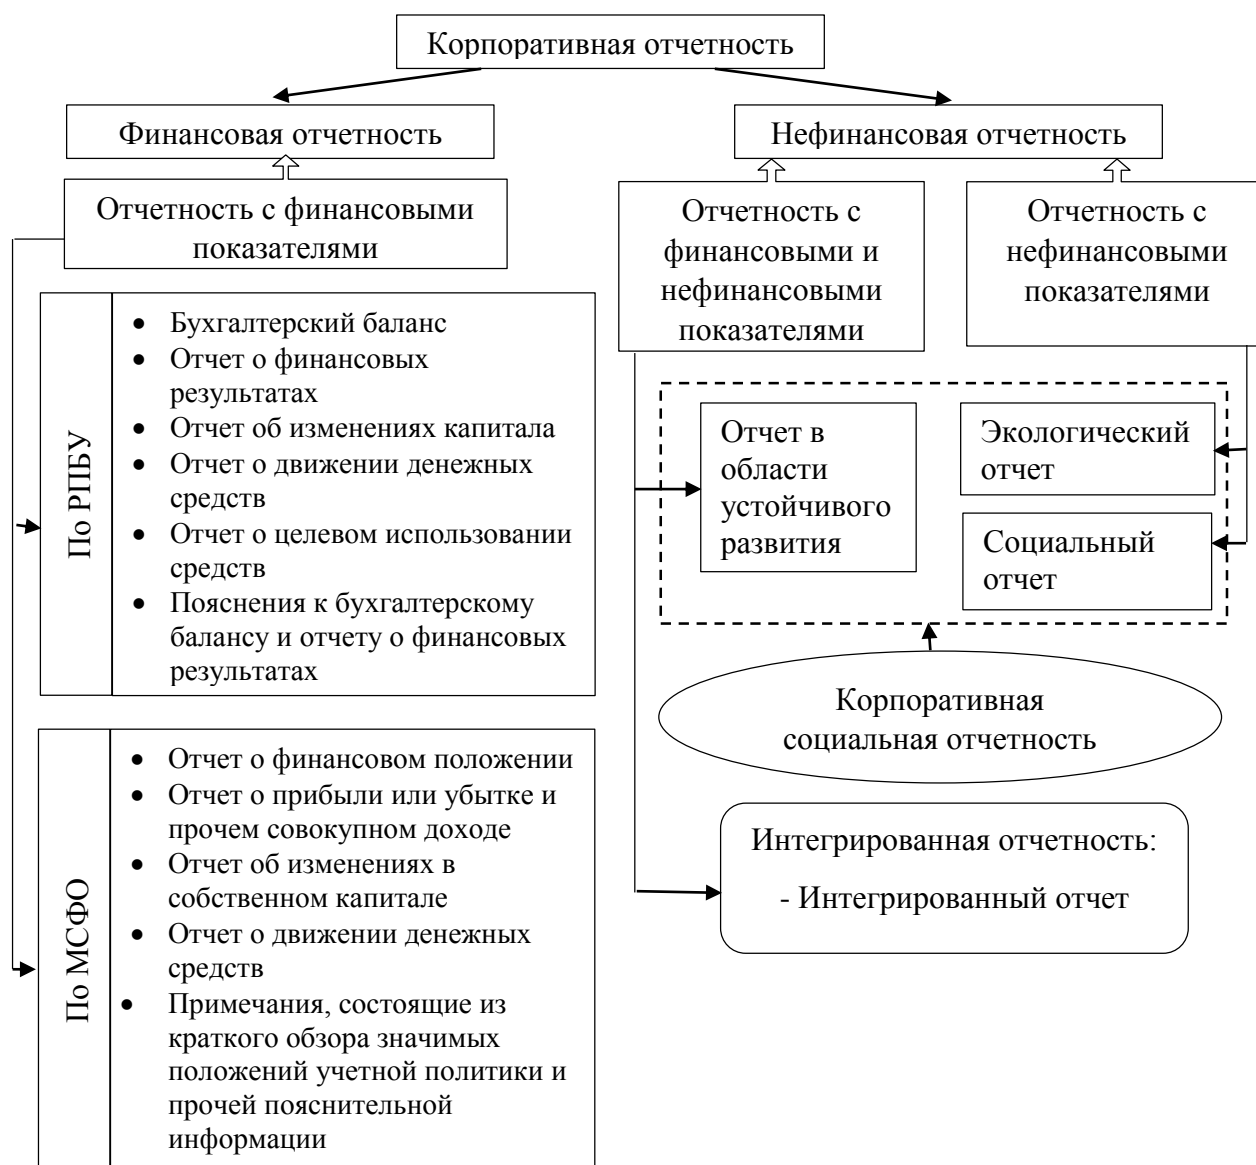 Корпоративная отчетность
Финансовая отчетность
Нефинансовая отчетность
Отчетность с финансовыми
показателями
Отчетность с
финансовыми и
нефинансовыми
показателями
Отчетность с
нефинансовыми
показателями
По РПБУ
• Бухгалтерский баланс
• Отчет о финансовых
результатах
• Отчет об изменениях капитала
• Отчет о движении денежных
средств
• Отчет о целевом использовании
средств
• Пояснения к бухгалтерскому
балансу и отчету о финансовых
результатах
Отчет в
области
устойчивого
развития
Экологический
отчет
Социальный
отчет
Корпоративная
социальная отчетность
По МСФО
• Отчет о финансовом положении
• Отчет о прибыли или убытке и
прочем совокупном доходе
• Отчет об изменениях в
собственном капитале
• Отчет о движении денежных
средств
• Примечания, состоящие из
краткого обзора значимых
положений учетной политики и
прочей пояснительной
информации
Интегрированная отчетность:
- Интегрированный отчет